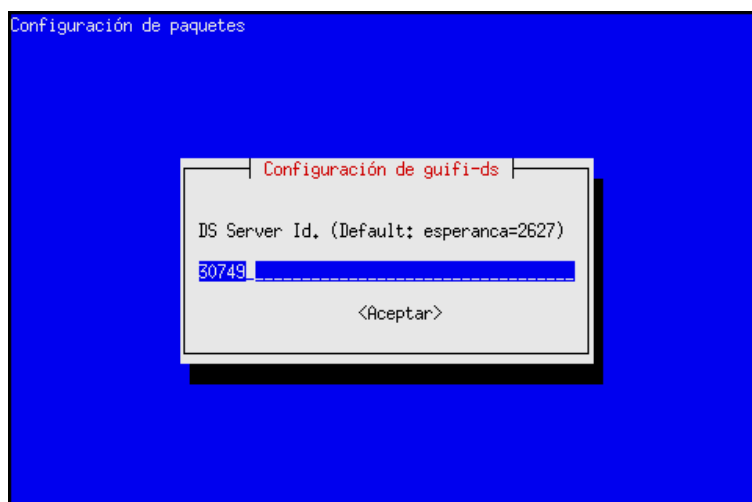 Configuración de paquetes
Configuración de guifi-ds
DS Server Id. (Default: esperanca=2627)
30749
<Aceptar>